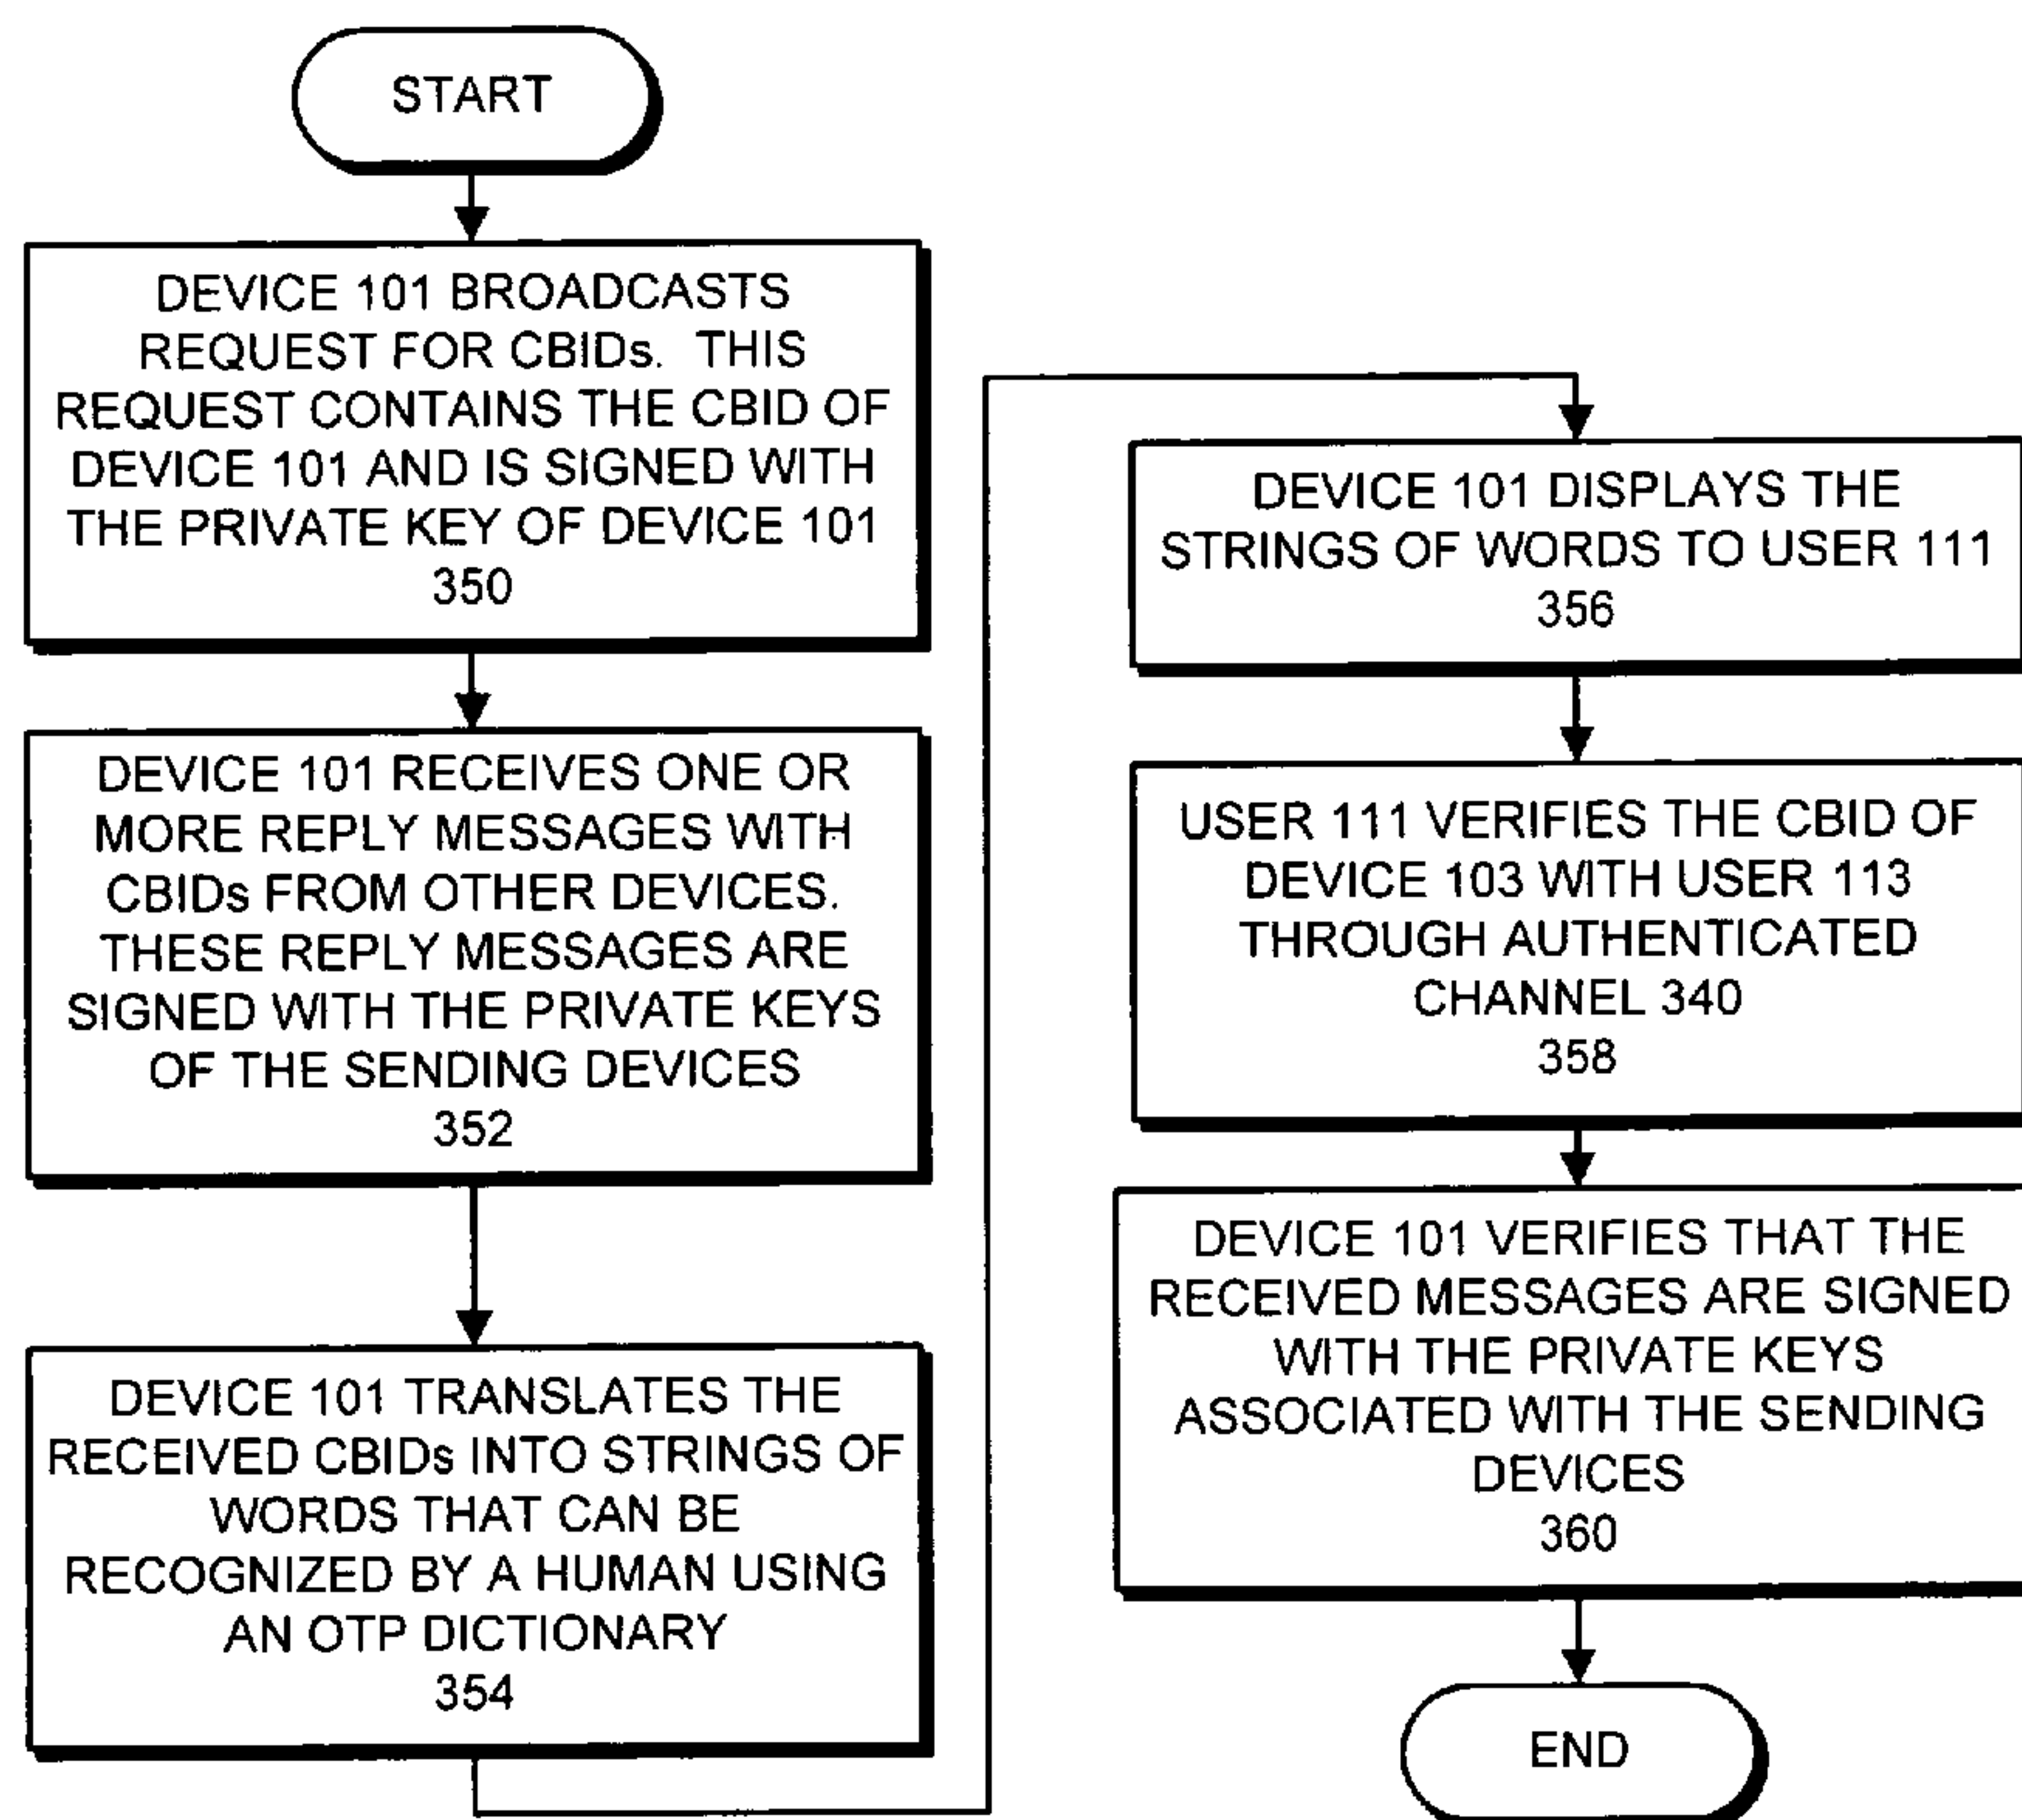 START
DEVICE 101 BROADCASTS
REQUEST FOR CBIDs. THIS
REQUEST CONTAINS THE CBID OF
DEVICE 101 AND IS SIGNED WITH
THE PRIVATE KEY OF DEVICE 101
350
DEVICE 101 RECEIVES ONE OR
MORE REPLY MESSAGES WITH
CBIDs FROM OTHER DEVICES.
THESE REPLY MESSAGES ARE
SIGNED WITH THE PRIVATE KEYS
OF THE SENDING DEVICES
352
DEVICE 101 TRANSLATES THE
RECEIVED CBIDs INTO STRINGS OF
WORDS THAT CAN BE
RECOGNIZED BY A HUMAN USING
AN OTP DICTIONARY
354
DEVICE 101 DISPLAYS THE
STRINGS OF WORDS TO USER 111
356
USER 111 VERIFIES THE CBID OF
DEVICE 103 WITH USER 113
THROUGH AUTHENTICATED
CHANNEL 340
358
DEVICE 101 VERIFIES THAT THE
RECEIVED MESSAGES ARE SIGNED
WITH THE PRIVATE KEYS
ASSOCIATED WITH THE SENDING
DEVICES
360
END